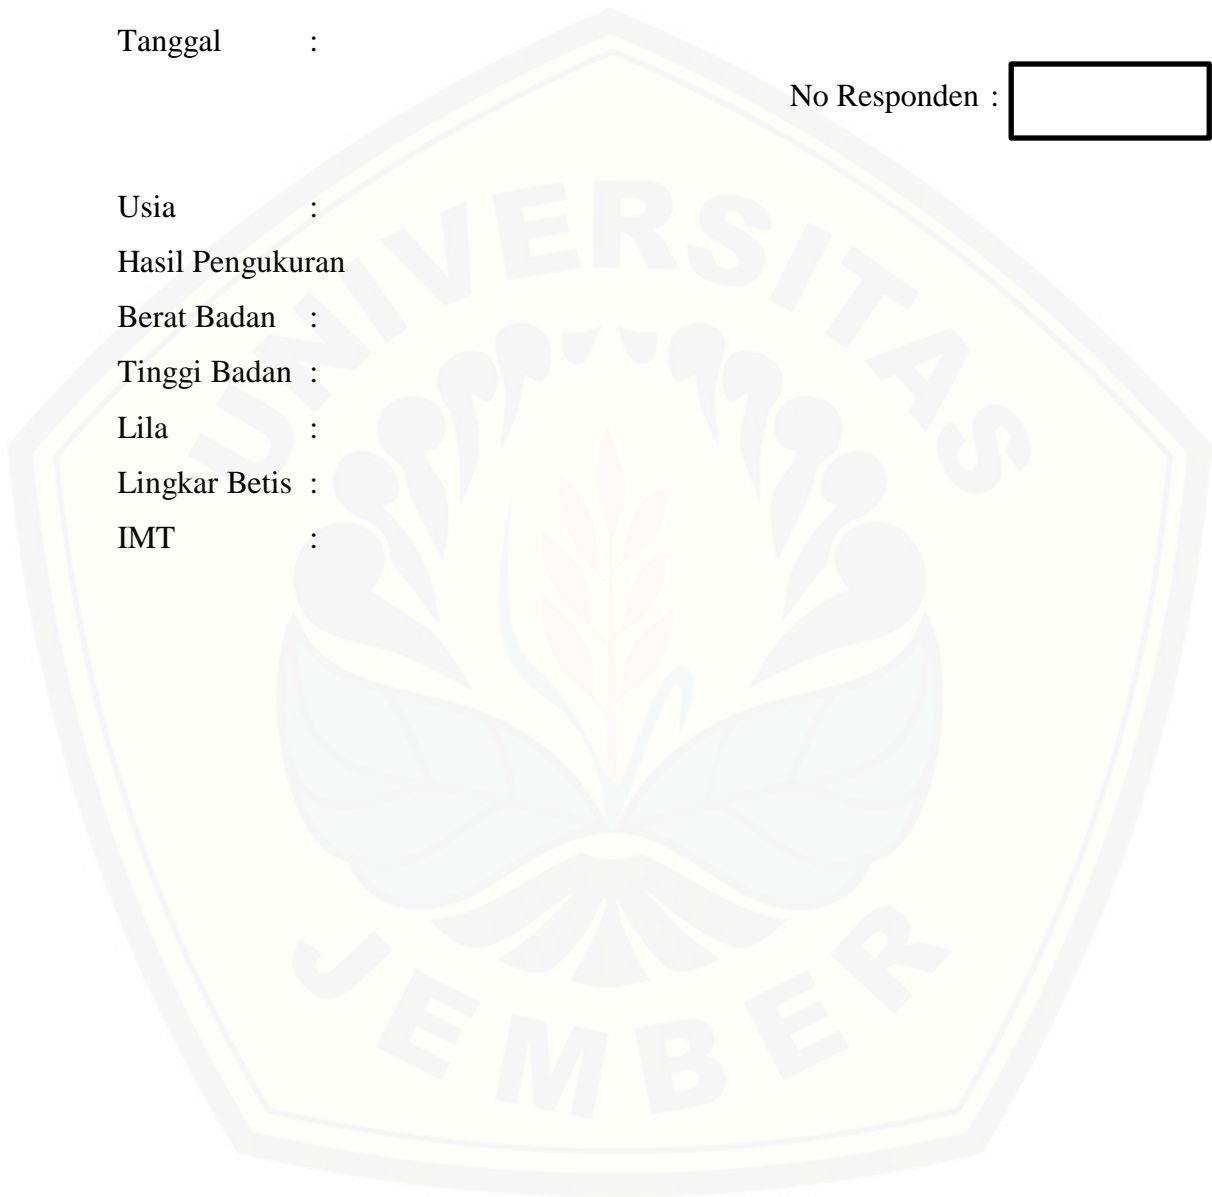 Tanggal :
No Responden :
Usia :
Hasil Pengukuran
Berat Badan :
Tinggi Badan :
Lila :
Lingkar Betis :
IMT :
UNIVERSITAS
JEMBER